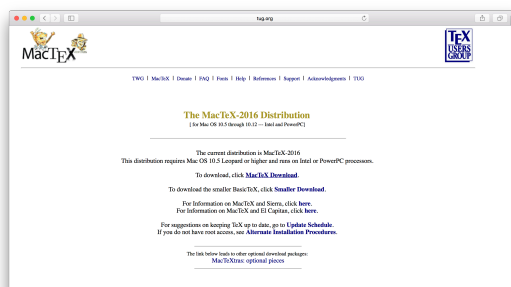 tug.org
MacTeX
TEX
USERS
GROUP
TWG | MacTeX | Donate | FAQ | Fonts | Help | References | Support | Acknowledgments | TUG
The MacTeX-2016 Distribution
[ for Mac OS 10.5 through 10.12 — Intel and PowerPC]
The current distribution is MacTeX-2016
This distribution requires Mac OS 10.5 Leopard or higher and runs on Intel or PowerPC processors.
To download, click MacTeX Download.
To download the smaller BasicTeX, click Smaller Download.
For Information on MacTeX and Sierra, click here.
For Information on MacTeX and El Capitan, click here.
For suggestions on keeping TeX up to date, go to Update Schedule.
If you do not have root access, see Alternate Installation Procedures.
The link below leads to other optional download packages:
MacTeXtras: optional pieces